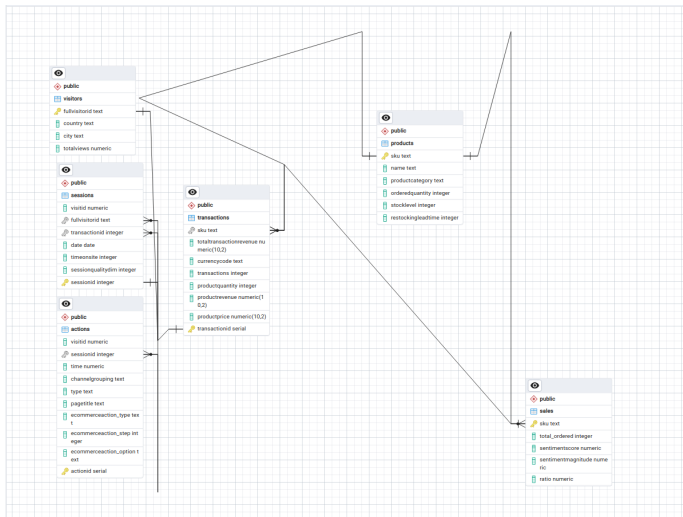 public
visitors
fullvisitorid text
country text
city text
totalviews numeric
public
sessions
visitid numeric
fullvisitorid text
transactionid integer
date date
timeonsite integer
sessionqualitydim integer
sessionid integer
public
actions
visitid numeric
sessionid integer
time numeric
channelgrouping text
type text
pagetitle text
ecommerceaction_type tex
t
ecommerceaction_step int
eger
ecommerceaction_option t
ext
actionid serial
public
transactions
sku text
totaltransactionrevenue nu
meric(10,2)
currencycode text
transactions integer
productquantity integer
productrevenue numeric(1
0,2)
productprice numeric(10,2)
transactionid serial
public
products
sku text
name text
productcategory text
orderedquantity integer
stocklevel integer
restockingleadtime integer
public
sales
sku text
total_ordered integer
sentimentscore numeric
sentimentmagnitude nume
ric
ratio numeric